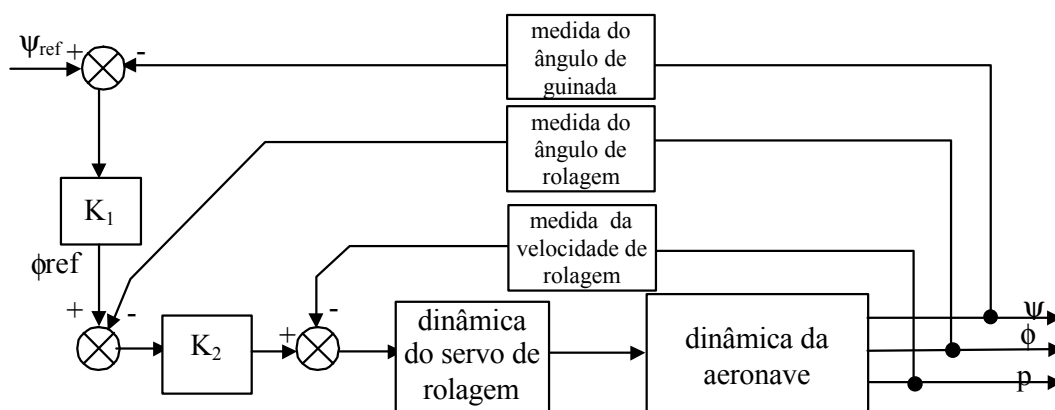 ψref
+
-
medida do
ângulo de
guinada
medida do
ângulo de
rolagem
K1
medida da
velocidade de
rolagem
ϕref
+
-
K2
+
-
dinâmica
do servo de
rolagem
dinâmica da
aeronave
ψ
ϕ
p